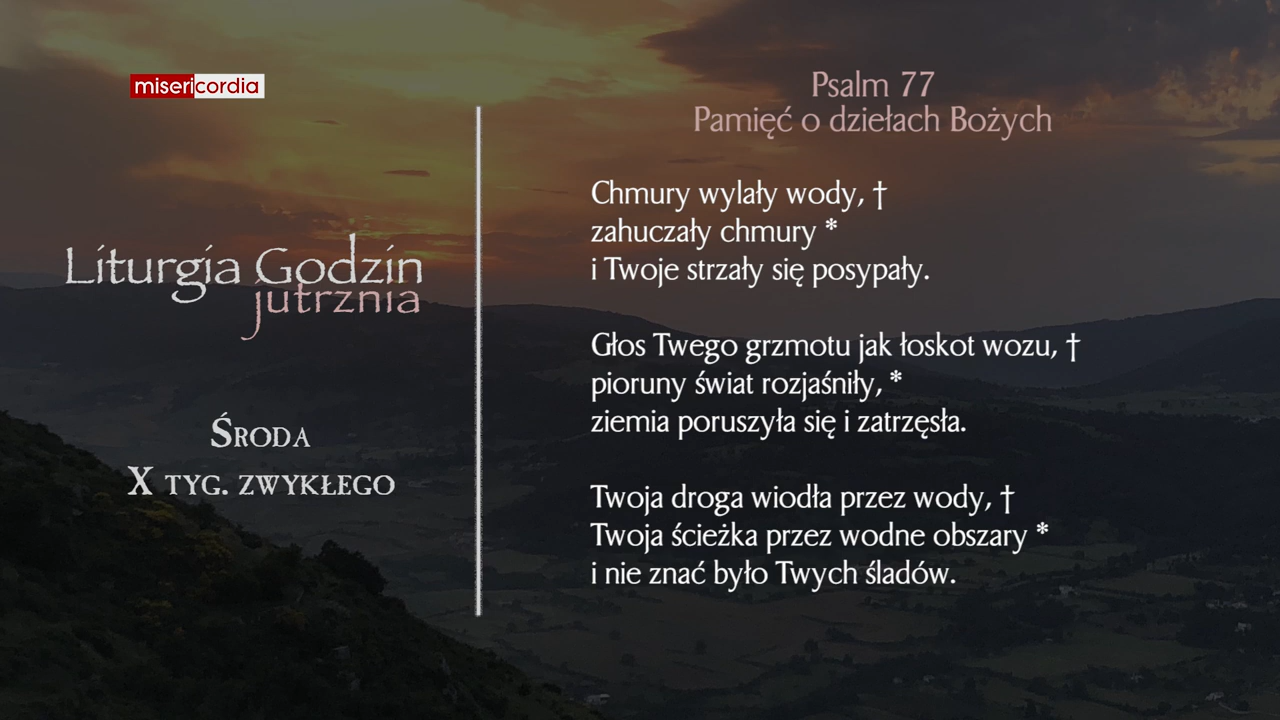 misericordia
Liturgia Godzin
jutrznia
Środa
X tyg. zwykłego
Psalm 77
Pamięć o dziełach Bożych
Chmury wylały wody, †
zahuczały chmury *
i Twoje strzały się posypały.
Głos Twego grzmotu jak łoskot wozu, †
pioruny świat rozjaśniły, *
ziemia poruszyła się i zatrzęsła.
Twoja droga wiodła przez wody, †
Twoja ścieżka przez wodne obszary *
i nie znać było Twych śladów.